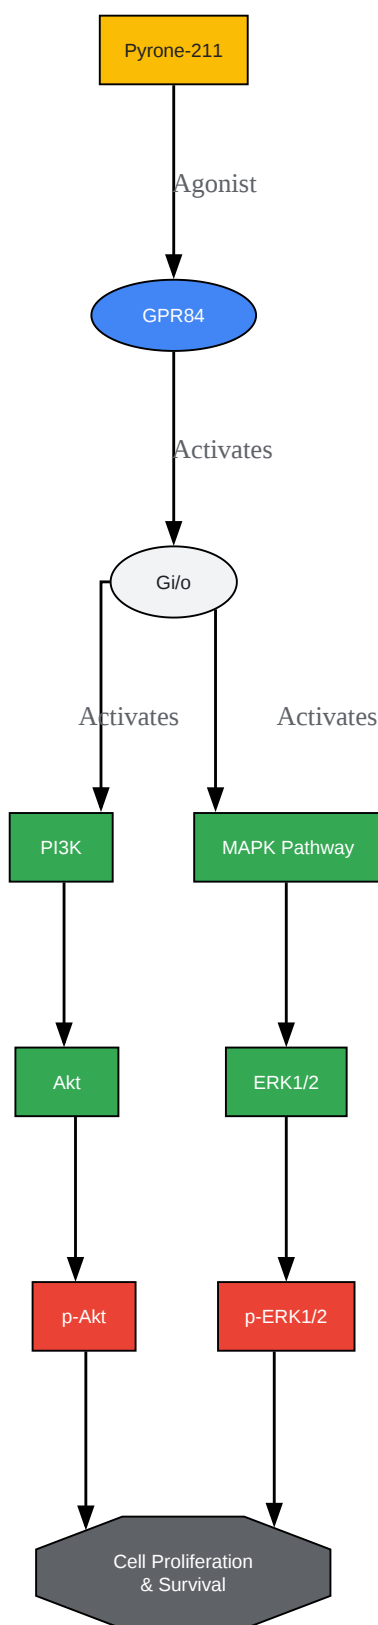 Pyrone-211
Agonist
GPR84
Activates
Gi/o
Activates
Activates
PI3K
MAPK Pathway
Akt
ERK1/2
p-Akt
p-ERK1/2
Cell Proliferation
& Survival